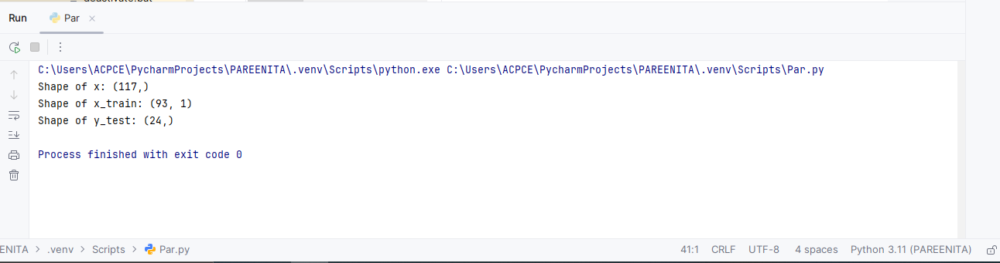 deactivate.bat
Run Par
C:\Users\ACPCE\PycharmProjects\PAREENITA\.venv\Scripts\python.exe C:\Users\ACPCE\PycharmProjects\PAREENITA\.venv\Scripts\Par.py
Shape of x: (117,)
Shape of x_train: (93, 1)
Shape of y_test: (24,)
Process finished with exit code 0
ENITA > .venv > Scripts > Par.py 41:1 CRLF UTF-8 4 spaces Python 3.11 (PAREENITA)